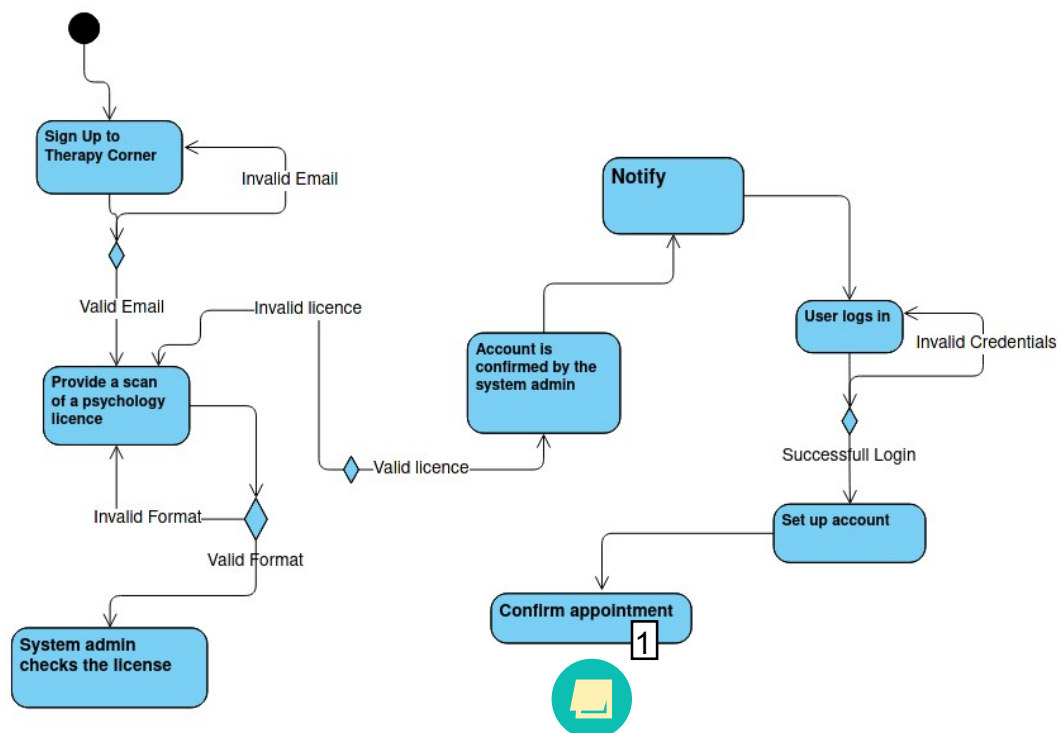 Sign Up to
Therapy Corner
Invalid Email
Valid Email
Invalid licence
Provide a scan
of a psychology
licence
Invalid Format
Valid Format
System admin
checks the license
Valid licence
Account is
confirmed by the
system admin
Notify
User logs in
Invalid Credentials
Successfull Login
Set up account
Confirm appointment
1